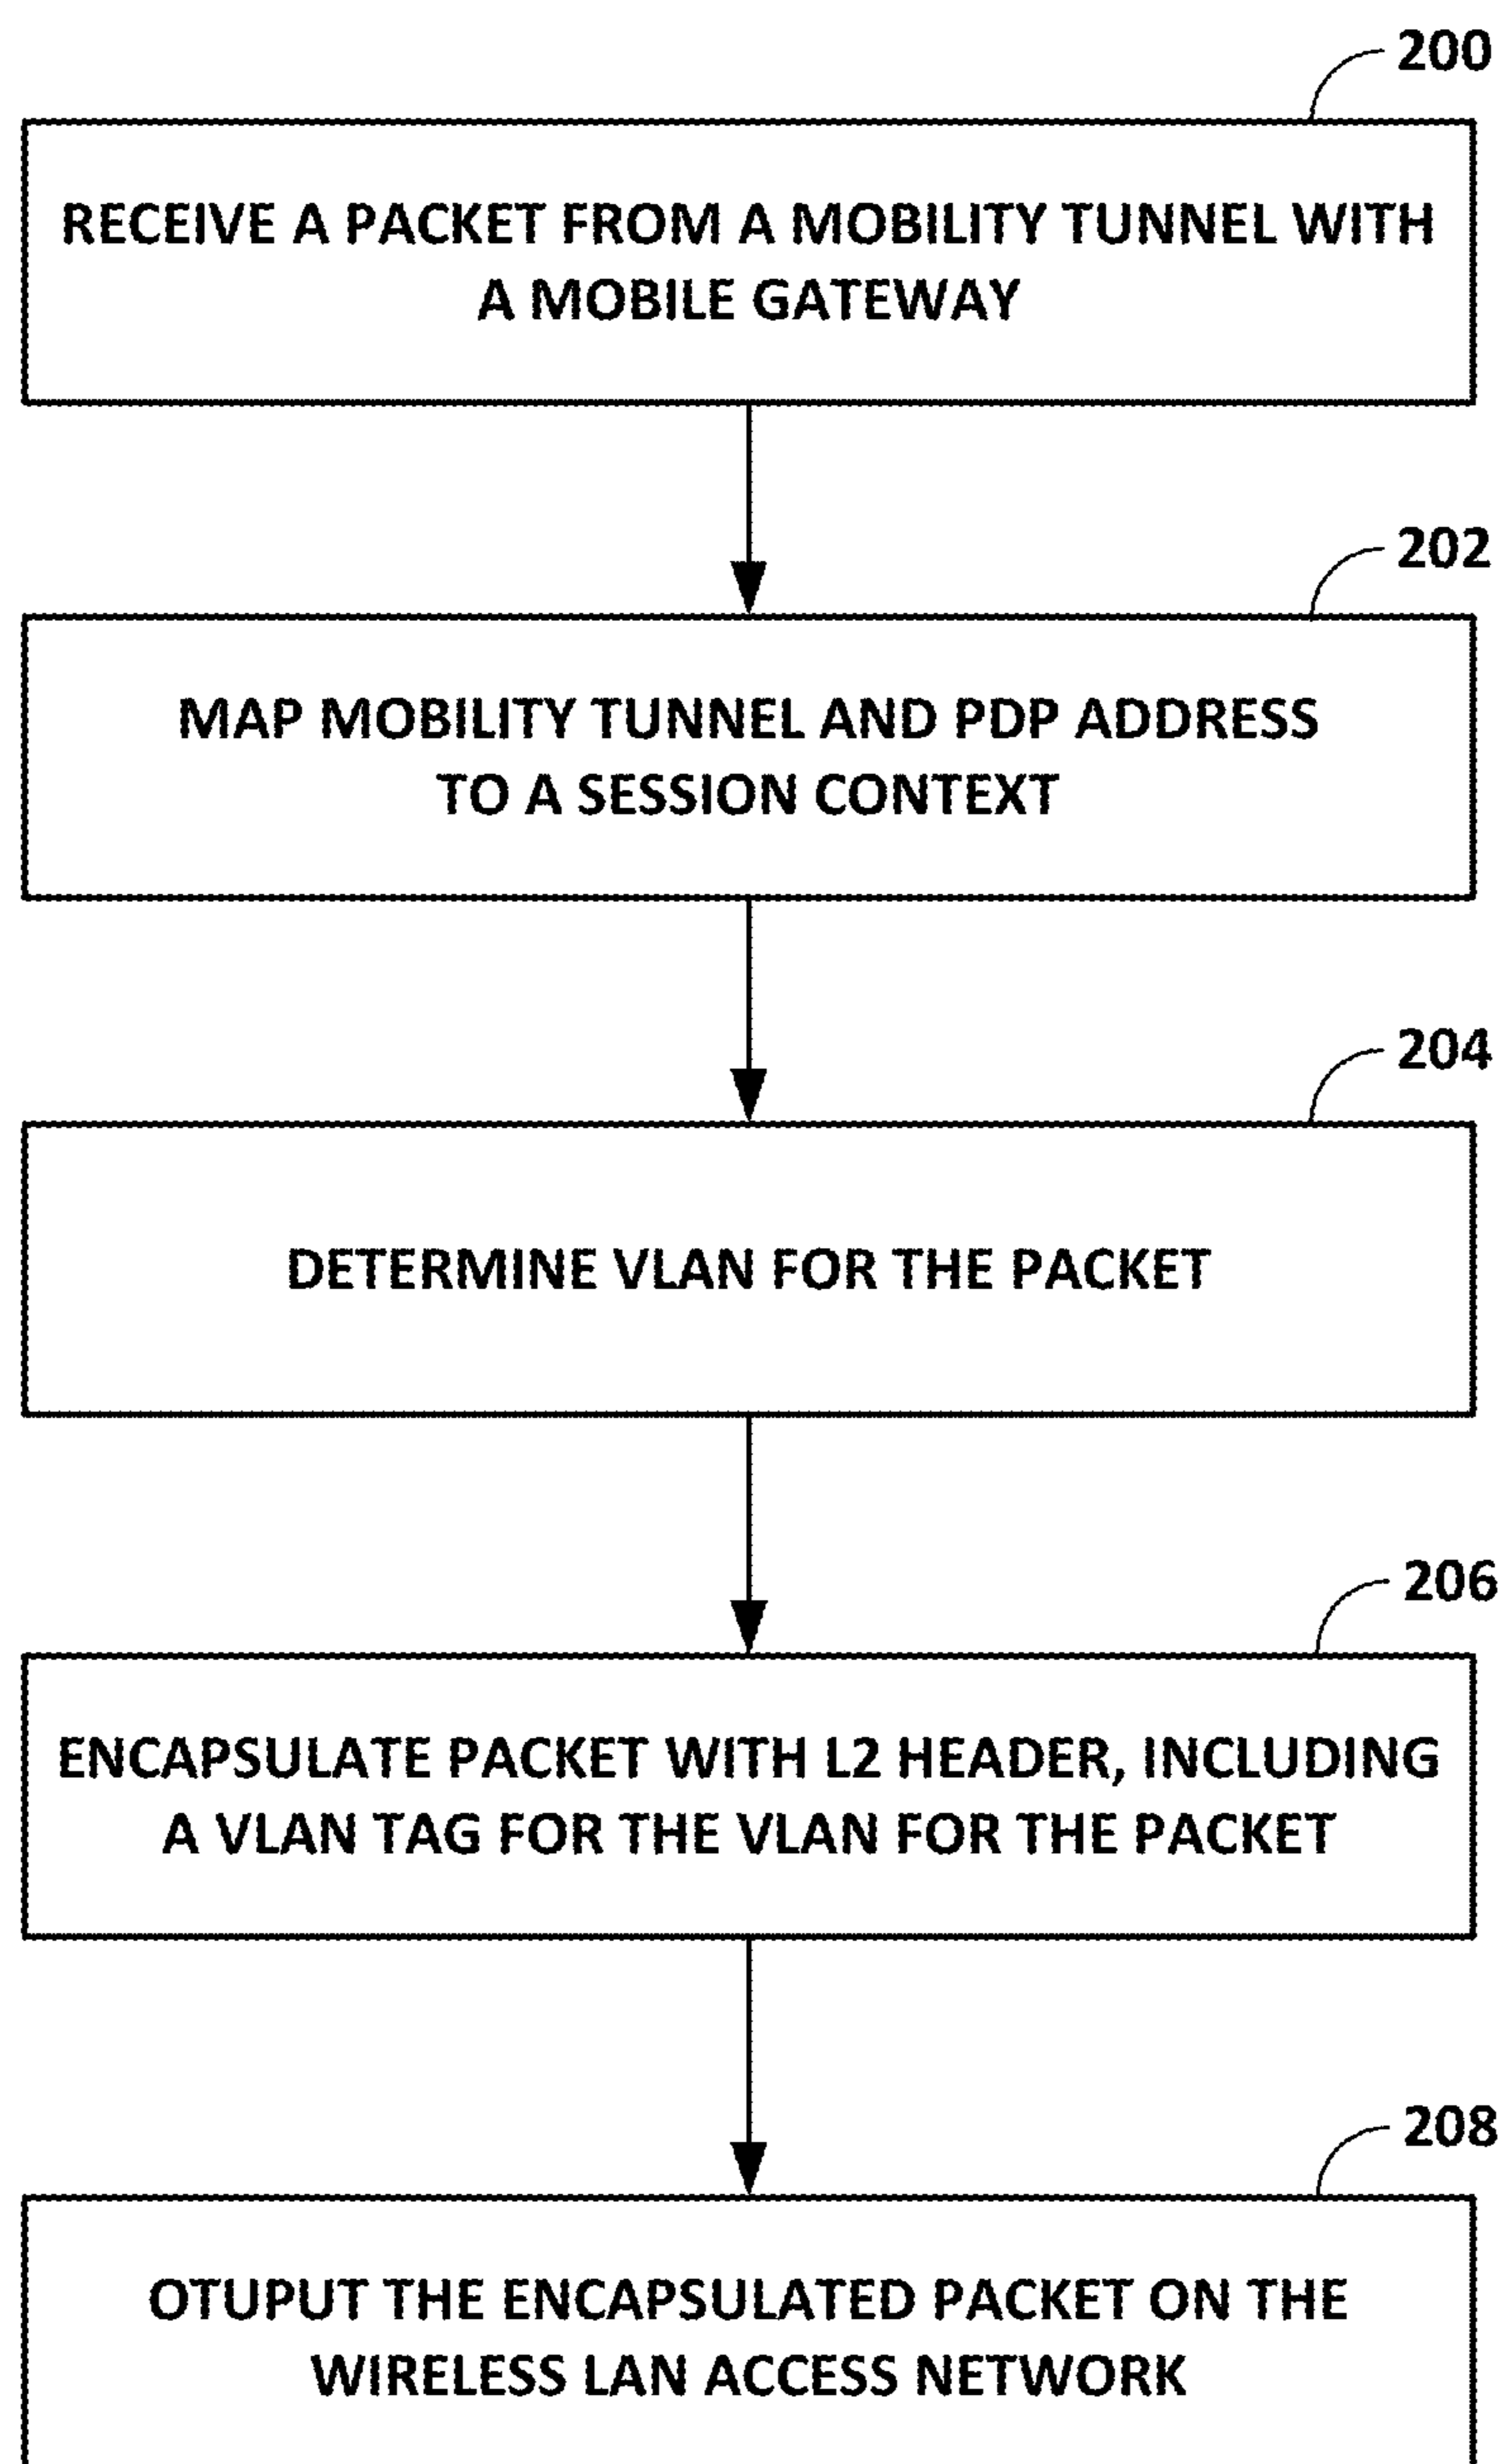 200
RECEIVE A PACKET FROM A MOBILITY TUNNEL WITH
A MOBILE GATEWAY
202
MAP MOBILITY TUNNEL AND PDP ADDRESS
TO A SESSION CONTEXT
204
DETERMINE VLAN FOR THE PACKET
206
ENCAPSULATE PACKET WITH L2 HEADER, INCLUDING
A VLAN TAG FOR THE VLAN FOR THE PACKET
208
OTUPUT THE ENCAPSULATED PACKET ON THE
WIRELESS LAN ACCESS NETWORK